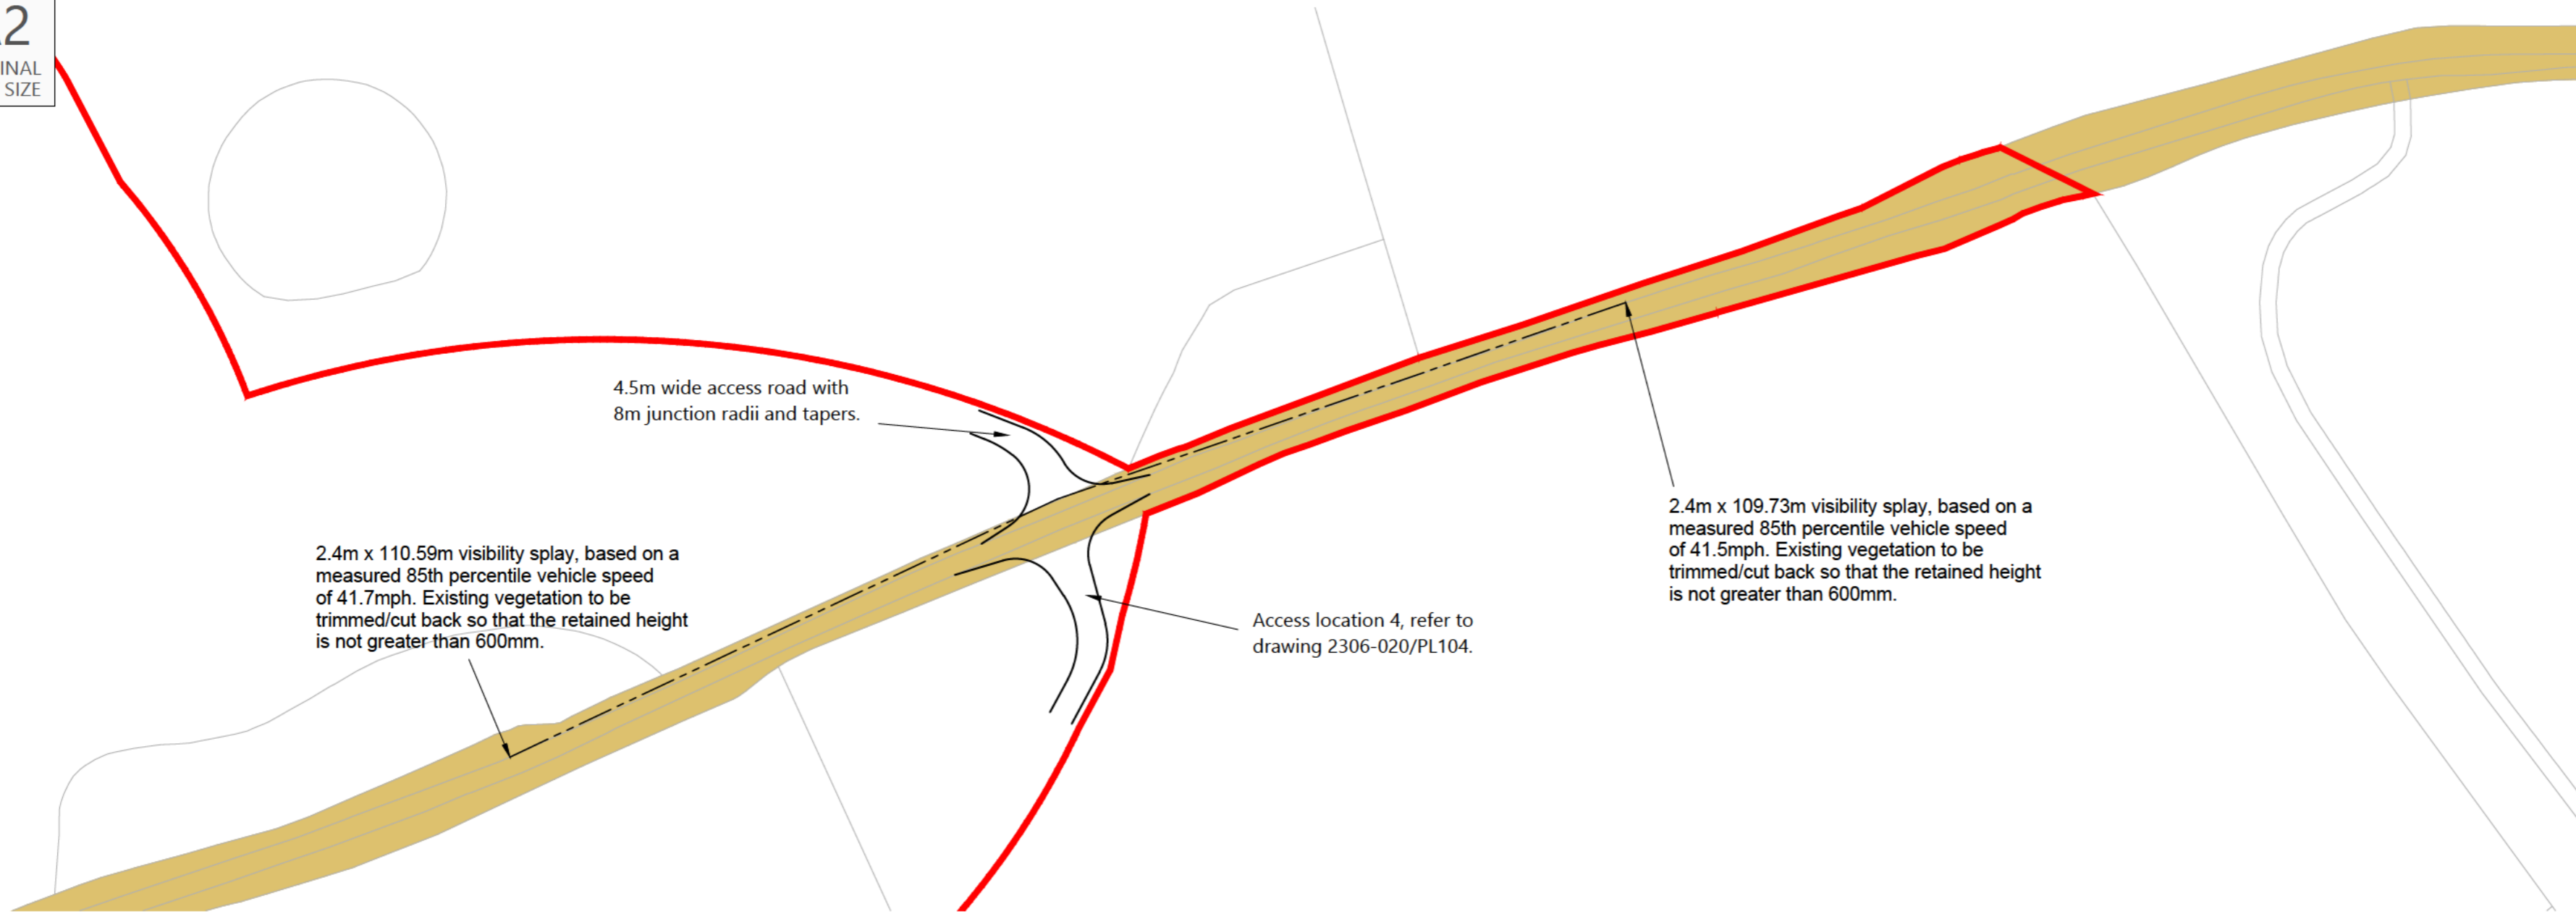 2
INAL
SIZE
4.5m wide access road with
8m junction radii and tapers.
2.4m x 110.59m visibility splay, based on a
measured 85th percentile vehicle speed
of 41.7mph. Existing vegetation to be
trimmed/cut back so that the retained height
is not greater than 600mm.
2.4m x 109.73m visibility splay, based on a
measured 85th percentile vehicle speed
of 41.5mph. Existing vegetation to be
trimmed/cut back so that the retained height
is not greater than 600mm.
Access location 4, refer to
drawing 2306-020/PL104.